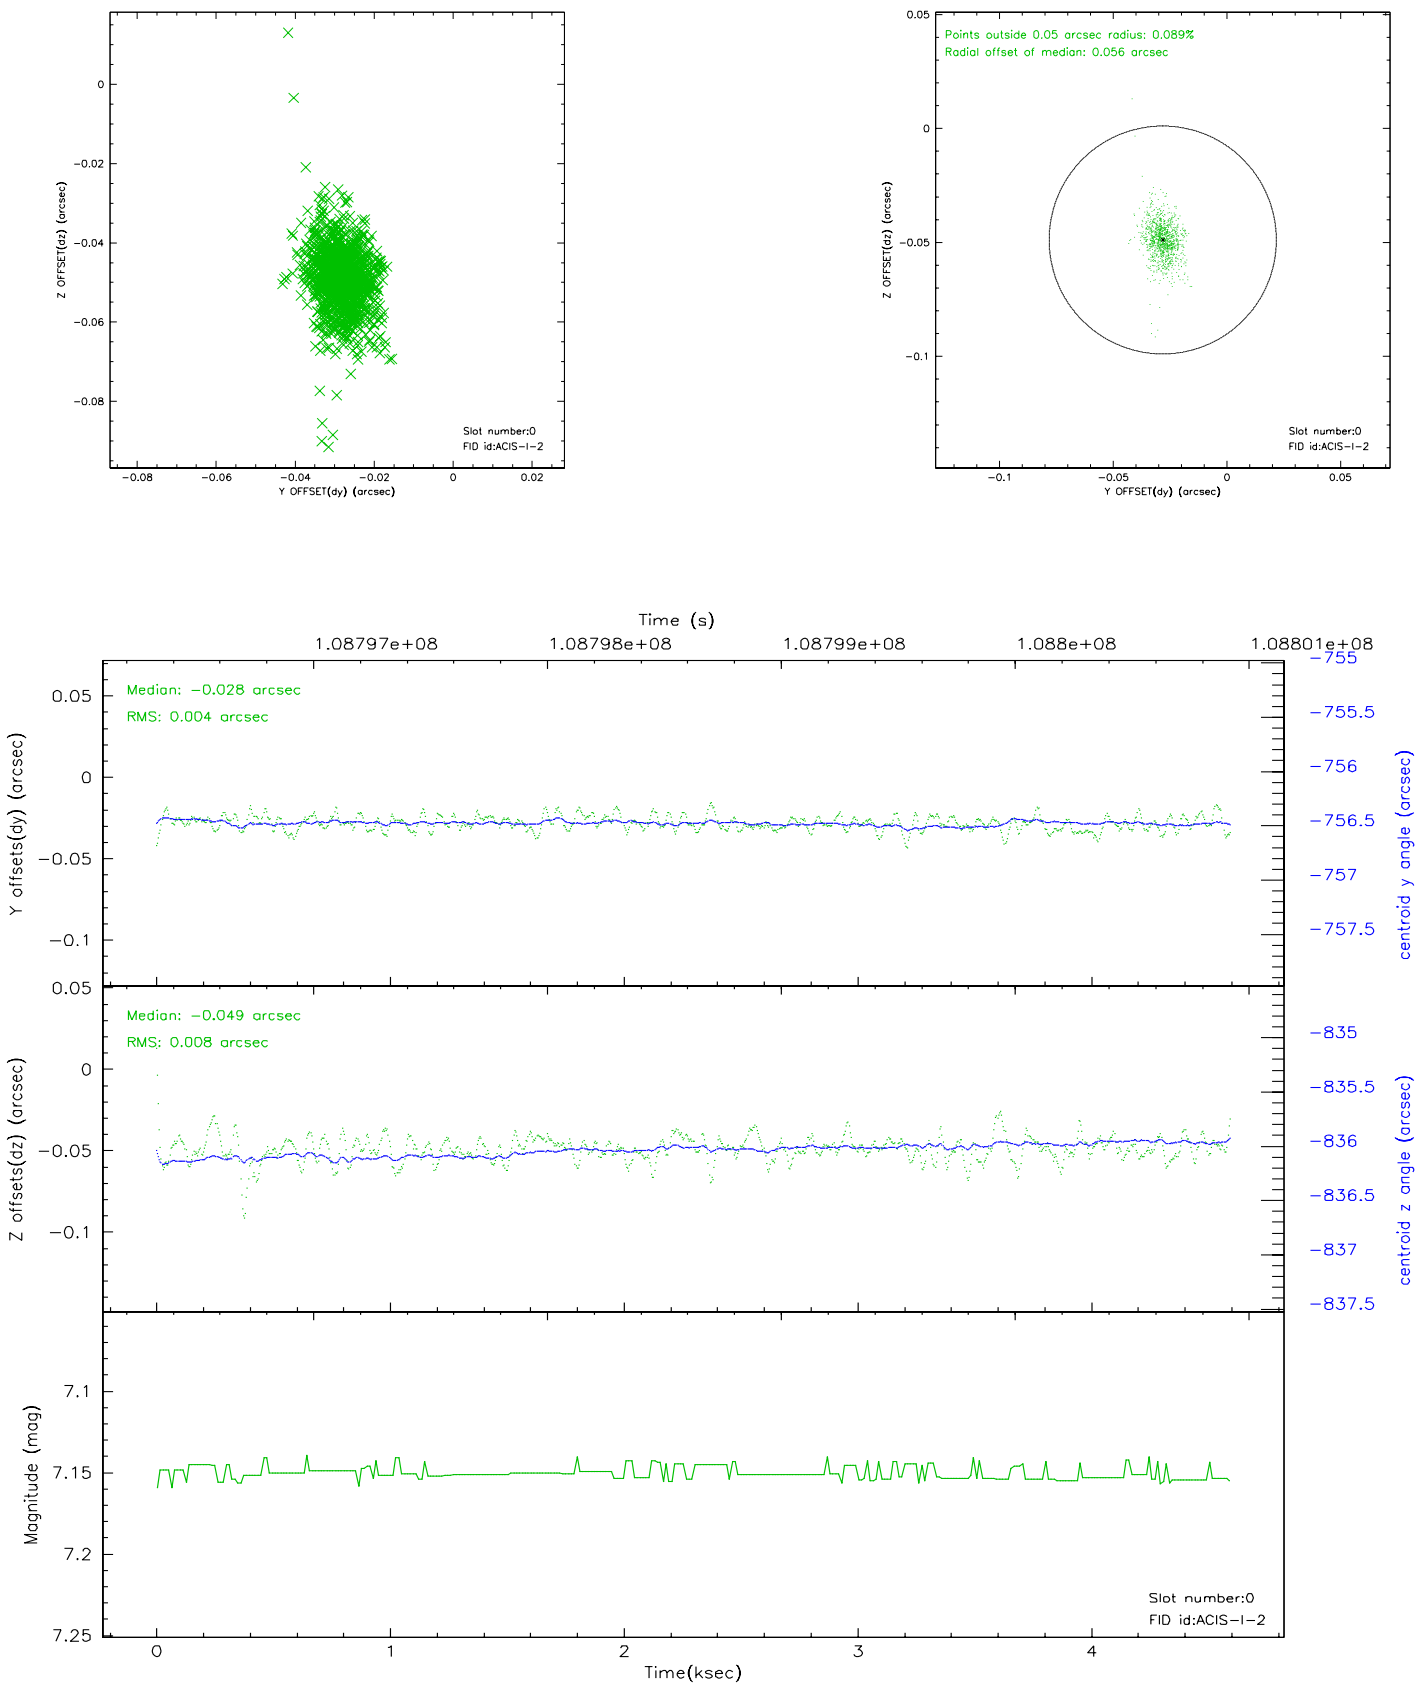 0
−0.02
−0.04
−0.06
−0.08
Z OFFSET(dz) (arcsec)
Slot number:0
FID id:ACIS−I−2
−0.08 −0.06 −0.04 −0.02 0 0.02
Y OFFSET(dy) (arcsec)
0.05
Points outside 0.05 arcsec radius: 0.089%
Radial offset of median: 0.056 arcsec
0
−0.05
−0.1
Z OFFSET(dz) (arcsec)
Slot number:0
FID id:ACIS−I−2
−0.1 −0.05 0 0.05
Y OFFSET(dy) (arcsec)
Time (s)
1.08797e+08 1.08798e+08 1.08799e+08 1.088e+08 1.08801e+08
Median: −0.028 arcsec
RMS: 0.004 arcsec
0.05
0
−0.05
−0.1
Y offsets(dy) (arcsec)
−755
−755.5
−756
−756.5
−757
−757.5
centroid y angle (arcsec)
Median: −0.049 arcsec
RMS: 0.008 arcsec
0.05
0
−0.05
−0.1
Z offsets(dz) (arcsec)
−835
−835.5
−836
−836.5
−837
−837.5
centroid z angle (arcsec)
7.1
7.15
7.2
7.25
Magnitude (mag)
Slot number:0
FID id:ACIS−I−2
0 1 2 3 4
Time(ksec)